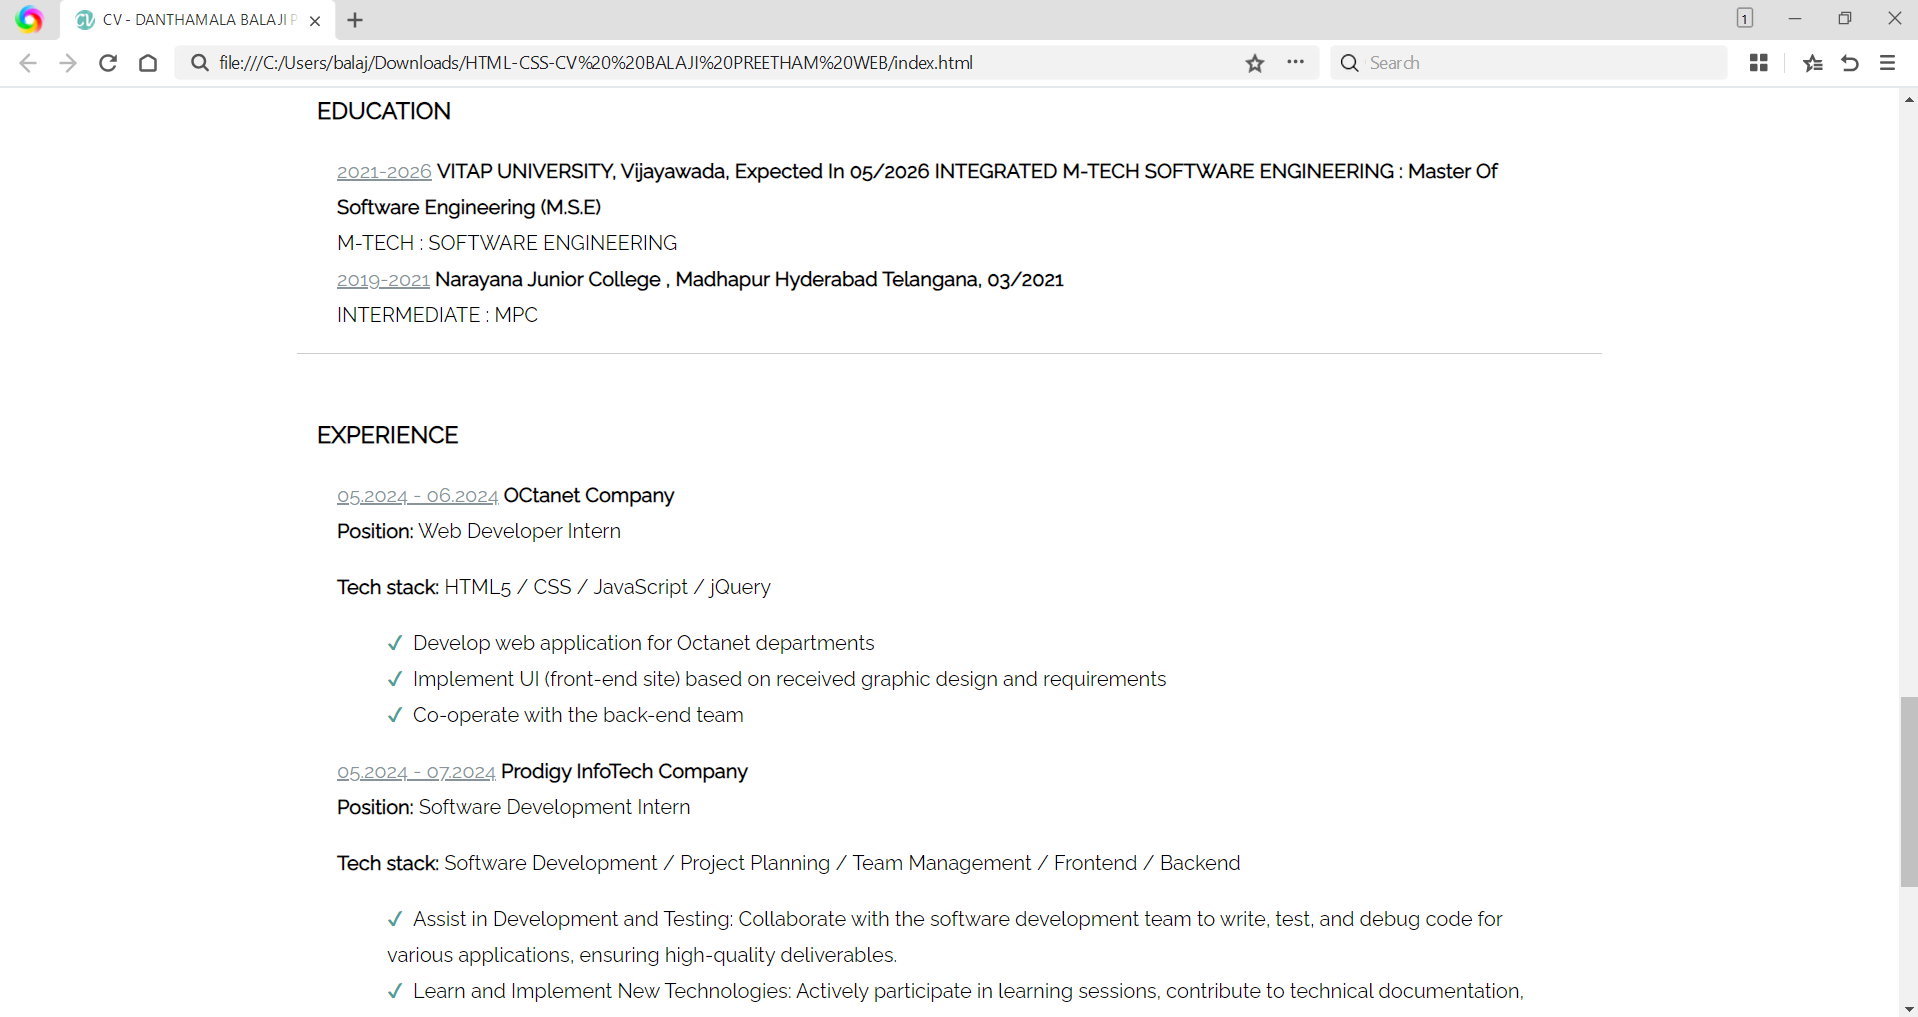 CV - DANTHAMALA BALAJI P
1
file:///C:/Users/balaj/Downloads/HTML-CSS-CV%20%20BALAJI%20PREETHAM%20WEB/index.html
Search
EDUCATION
2021-2026 VITAP UNIVERSITY, Vijayawada, Expected In 05/2026 INTEGRATED M-TECH SOFTWARE ENGINEERING : Master Of
Software Engineering (M.S.E)
M-TECH : SOFTWARE ENGINEERING
2019-2021 Narayana Junior College , Madhapur Hyderabad Telangana, 03/2021
INTERMEDIATE : MPC
EXPERIENCE
05.2024 - 06.2024 OCtanet Company
Position: Web Developer Intern
Tech stack: HTML5 / CSS / JavaScript / jQuery
✓ Develop web application for Octanet departments
✓ Implement UI (front-end site) based on received graphic design and requirements
✓ Co-operate with the back-end team
05.2024 - 07.2024 Prodigy InfoTech Company
Position: Software Development Intern
Tech stack: Software Development / Project Planning / Team Management / Frontend / Backend
✓ Assist in Development and Testing: Collaborate with the software development team to write, test, and debug code for
various applications, ensuring high-quality deliverables.
✓ Learn and Implement New Technologies: Actively participate in learning sessions, contribute to technical documentation,